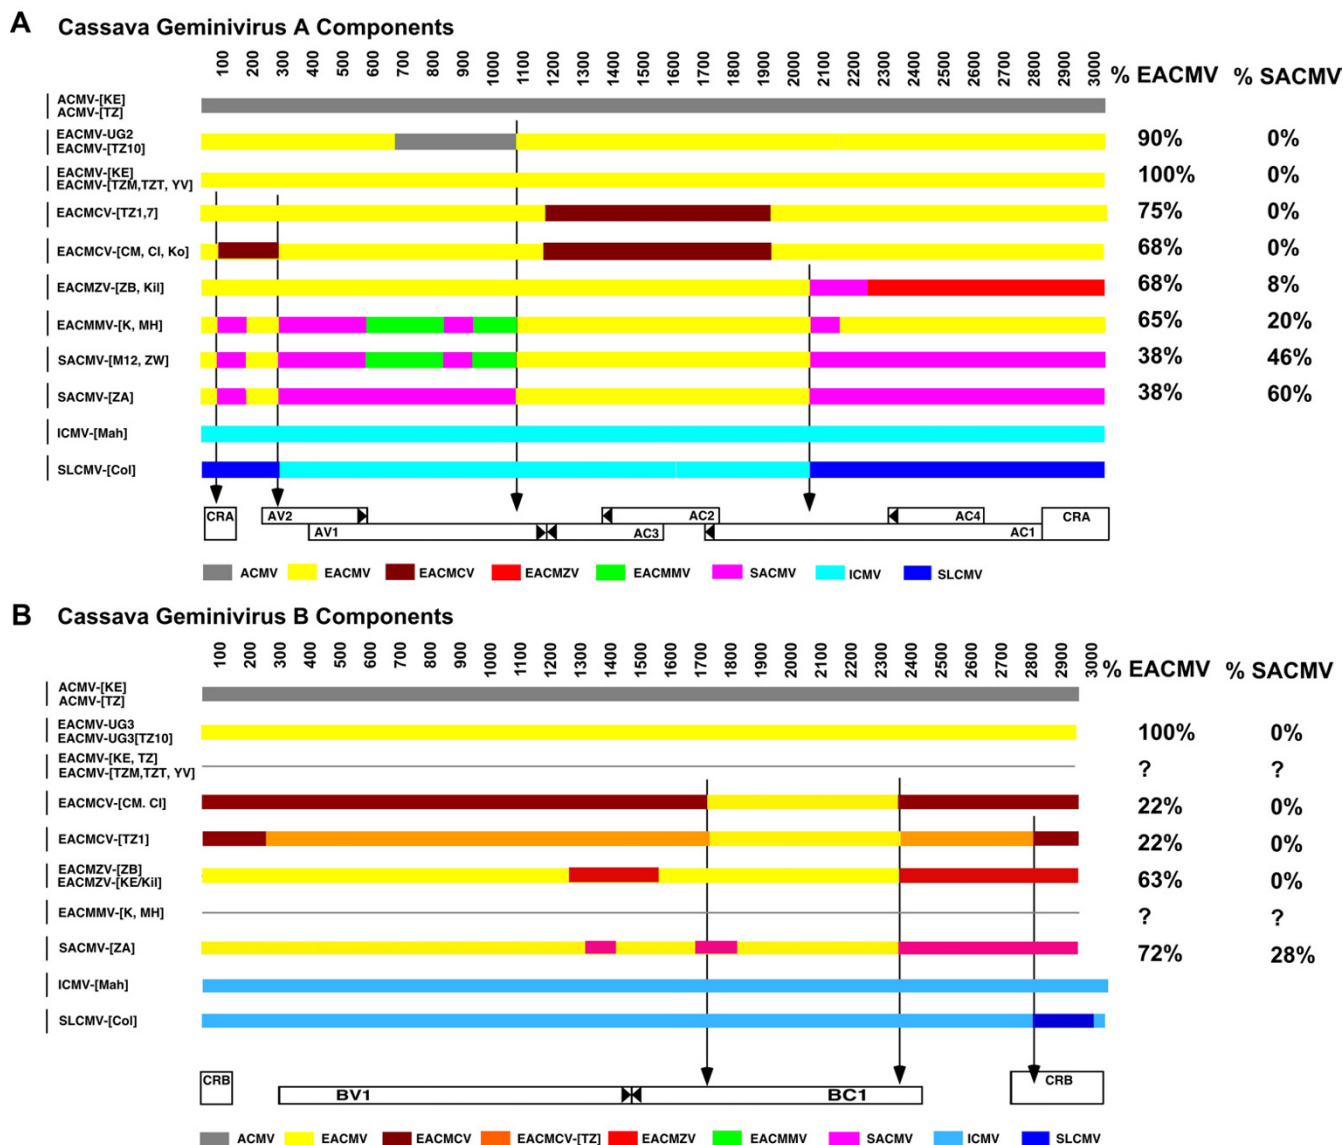 A Cassava Geminivirus A Components
100 200 300 400 500 600 700 800 900 1000 1100 1200 1300 1400 1500 1600 1700 1800 1900 2000 2100 2200 2300 2400 2500 2600 2700 2800 2900 3000
% EACMV % SACMV
ACMV-[KE]
ACMV-[TZ]
EACMV-UG2
EACMV-[TZ10]
90% 0%
EACMV-[KE]
EACMV-[TZM,TZT, YV]
100% 0%
EACMCV-[TZ1,7] 75% 0%
EACMCV-[CM, CI, Ko] 68% 0%
EACMZV-[ZB, Kil] 68% 8%
EACMMV-[K, MH] 65% 20%
SACMV-[M12, ZW] 38% 46%
SACMV-[ZA] 38% 60%
ICMV-[Mah]
SLCMV-[Col]
CRA AV2 AC2 AC4 CRA
AV1 AC3 AC1
ACMV EACMV EACMCV EACMZV EACMMV SACMV ICMV SLCMV
B Cassava Geminivirus B Components
100 200 300 400 500 600 700 800 900 1000 1100 1200 1300 1400 1500 1600 1700 1800 1900 2000 2100 2200 2300 2400 2500 2600 2700 2800 2900 3000
% EACMV % SACMV
ACMV-[KE]
ACMV-[TZ]
EACMV-UG3
EACMV-UG3[TZ10]
100% 0%
EACMV-[KE, TZ]
EACMV-[TZM,TZT, YV]
? ?
EACMCV-[CM. CI] 22% 0%
EACMCV-[TZ1] 22% 0%
EACMZV-[ZB]
EACMZV-[KE/Kil]
63% 0%
EACMMV-[K, MH] ? ?
SACMV-[ZA] 72% 28%
ICMV-[Mah]
SLCMV-[Col]
CRB CRB
BV1 BC1
ACMV EACMV EACMCV EACMCV-[TZ] EACMZV EACMMV SACMV ICMV SLCMV